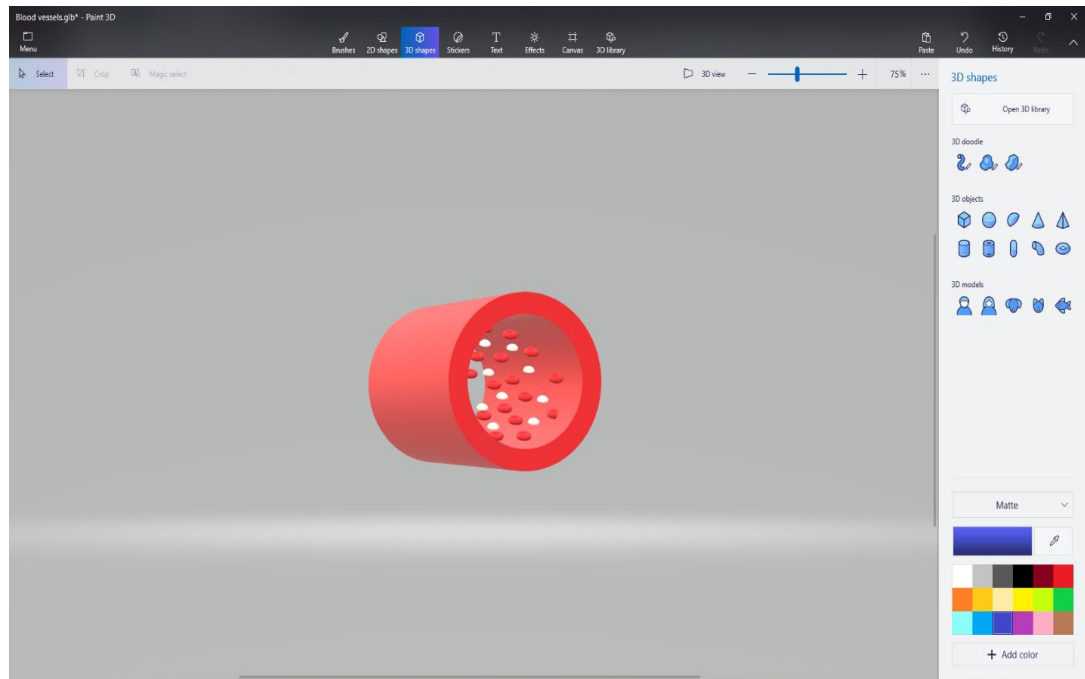 Blood vessels.glb* - Paint 3D
Menu
Brushes 2D shapes 3D shapes Stickers Text Effects Canvas 3D library
Paste Undo History Redo
Select Crop Magic select 3D view 75%
3D shapes
Open 3D library
3D doodle
3D objects
3D models
Matte
+ Add color